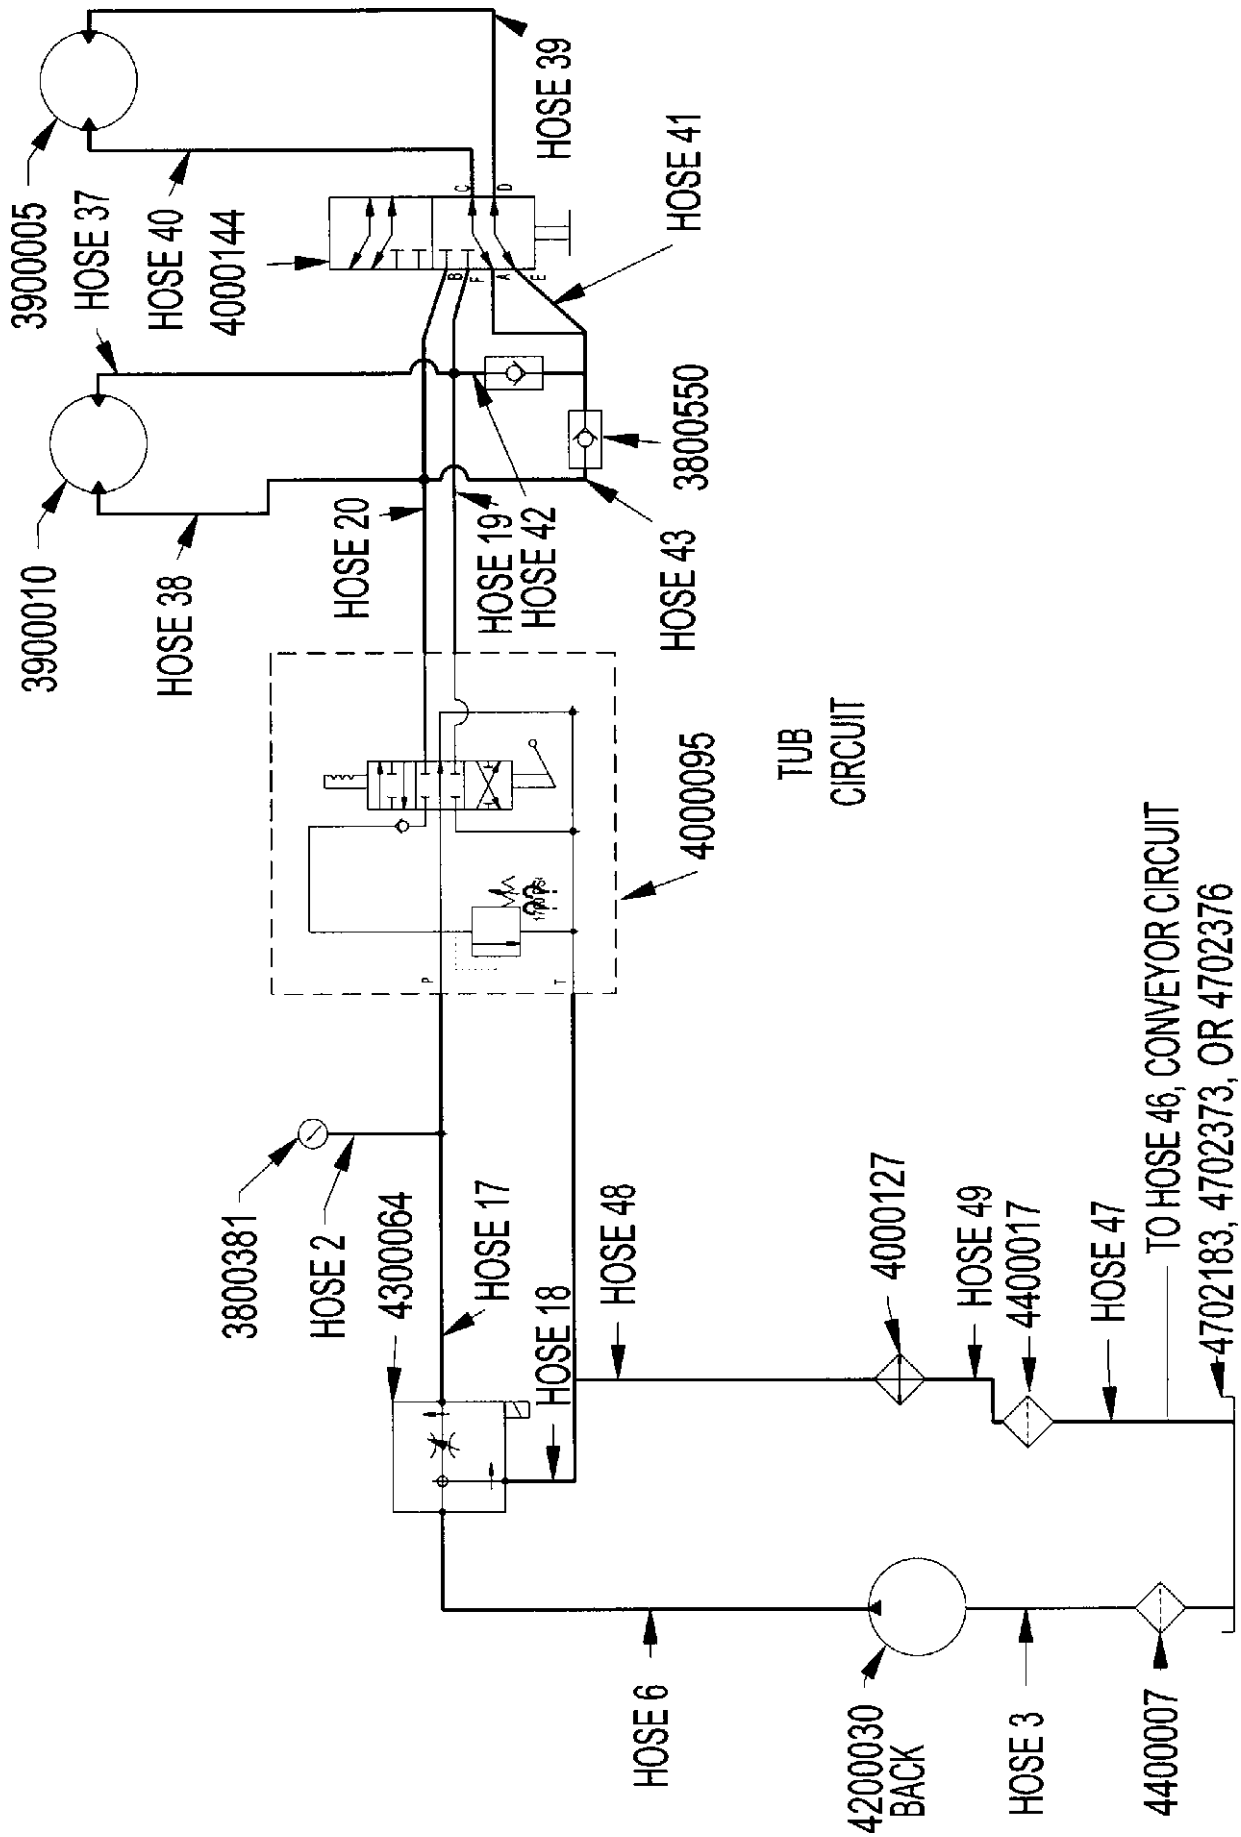 3900005
HOSE 37
HOSE 40
4000144
HOSE 39
HOSE 41
C
D
B
F
A
E
3900010
HOSE 38
HOSE 20
HOSE 19
HOSE 42
HOSE 43
3800550
4000095
P
T
TUB
CIRCUIT
3800381
HOSE 2
4300064
HOSE 17
HOSE 18
HOSE 48
4000127
HOSE 49
4400017
HOSE 47
TO HOSE 46, CONVEYOR CIRCUIT
4702183, 4702373, OR 4702376
HOSE 6
4200030
BACK
HOSE 3
4400007